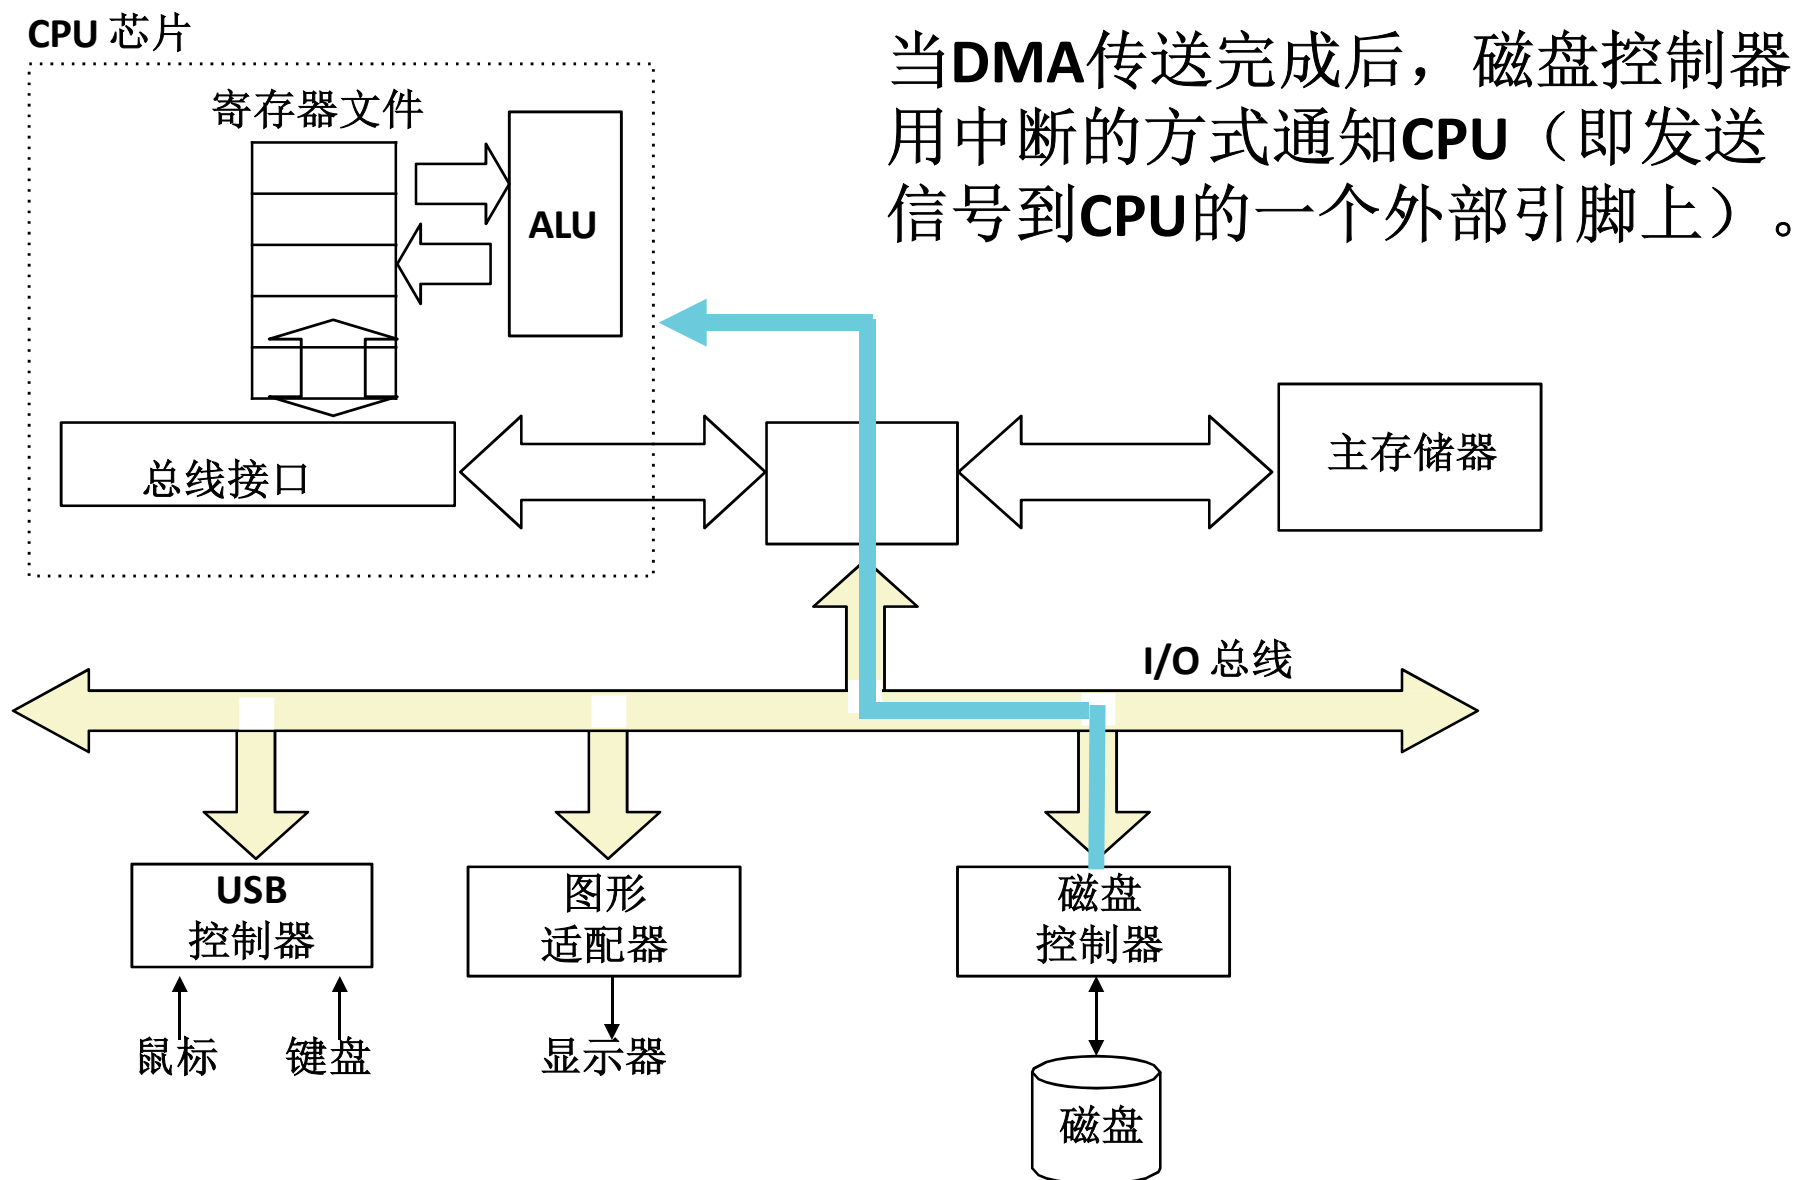 CPU 芯片
当DMA传送完成后，磁盘控制器
用中断的方式通知CPU（即发送
信号到CPU的一个外部引脚上）。
寄存器文件
ALU
总线接口
主存储器
I/O 总线
USB
控制器
图形
适配器
磁盘
控制器
鼠标
键盘
显示器
磁盘